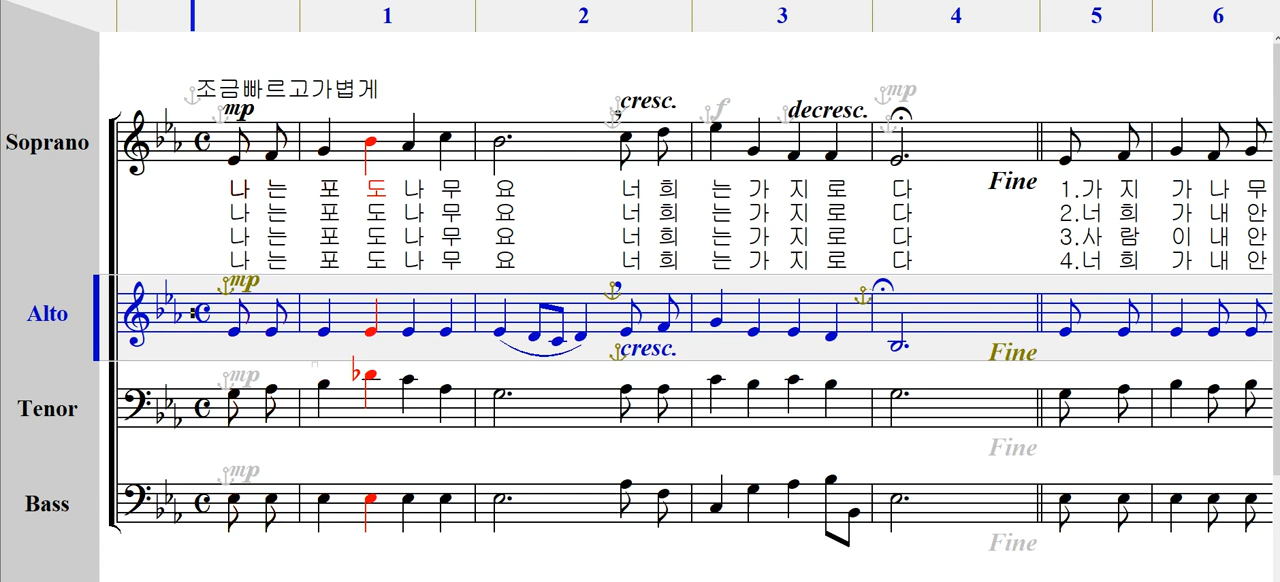 1 2 3 4 5 6
조금빠르고가볍게
mp cresc. f decresc. mp
Soprano
Fine
나 는 포 도 나 무 요 너 희 는 가 지 로 다 1.가 지 가 나 무
나 는 포 도 나 무 요 너 희 는 가 지 로 다 2.너 희 가 내 안
나 는 포 도 나 무 요 너 희 는 가 지 로 다 3.사 람 이 내 안
나 는 포 도 나 무 요 너 희 는 가 지 로 다 4.너 희 가 내 안
mp
Alto
cresc. Fine
mp
Tenor
Fine
mp
Bass
Fine